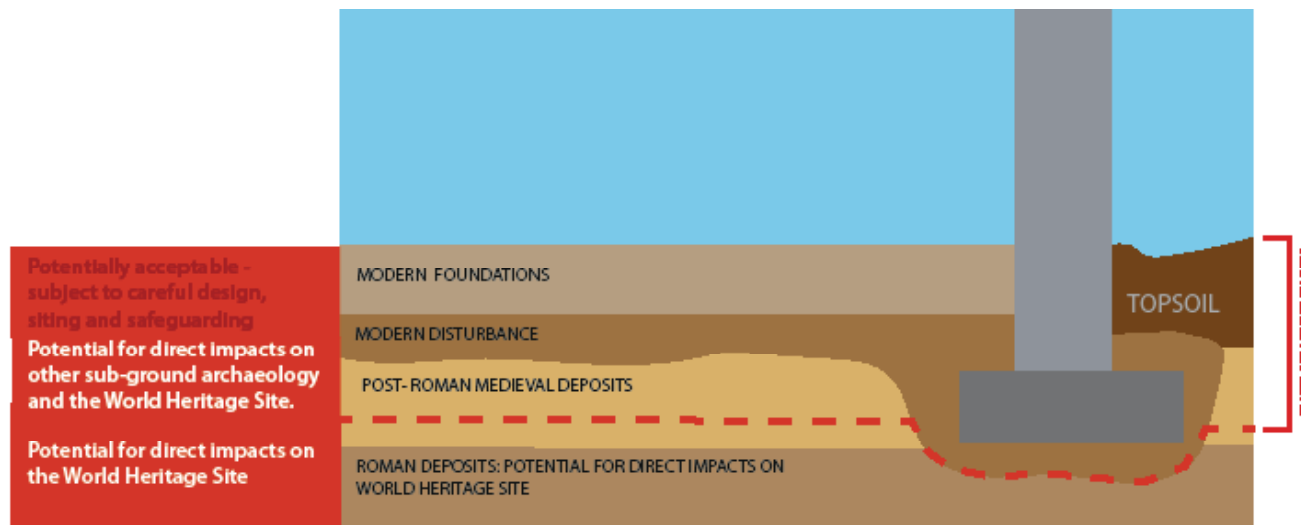 Potentially acceptable -
subject to careful design,
siting and safeguarding
Potential for direct impacts on
other sub-ground archaeology
and the World Heritage Site.
Potential for direct impacts on
the World Heritage Site
MODERN FOUNDATIONS
MODERN DISTURBANCE
POST- ROMAN MEDIEVAL DEPOSITS
ROMAN DEPOSITS: POTENTIAL FOR DIRECT IMPACTS ON
WORLD HERITAGE SITE
TOPSOIL